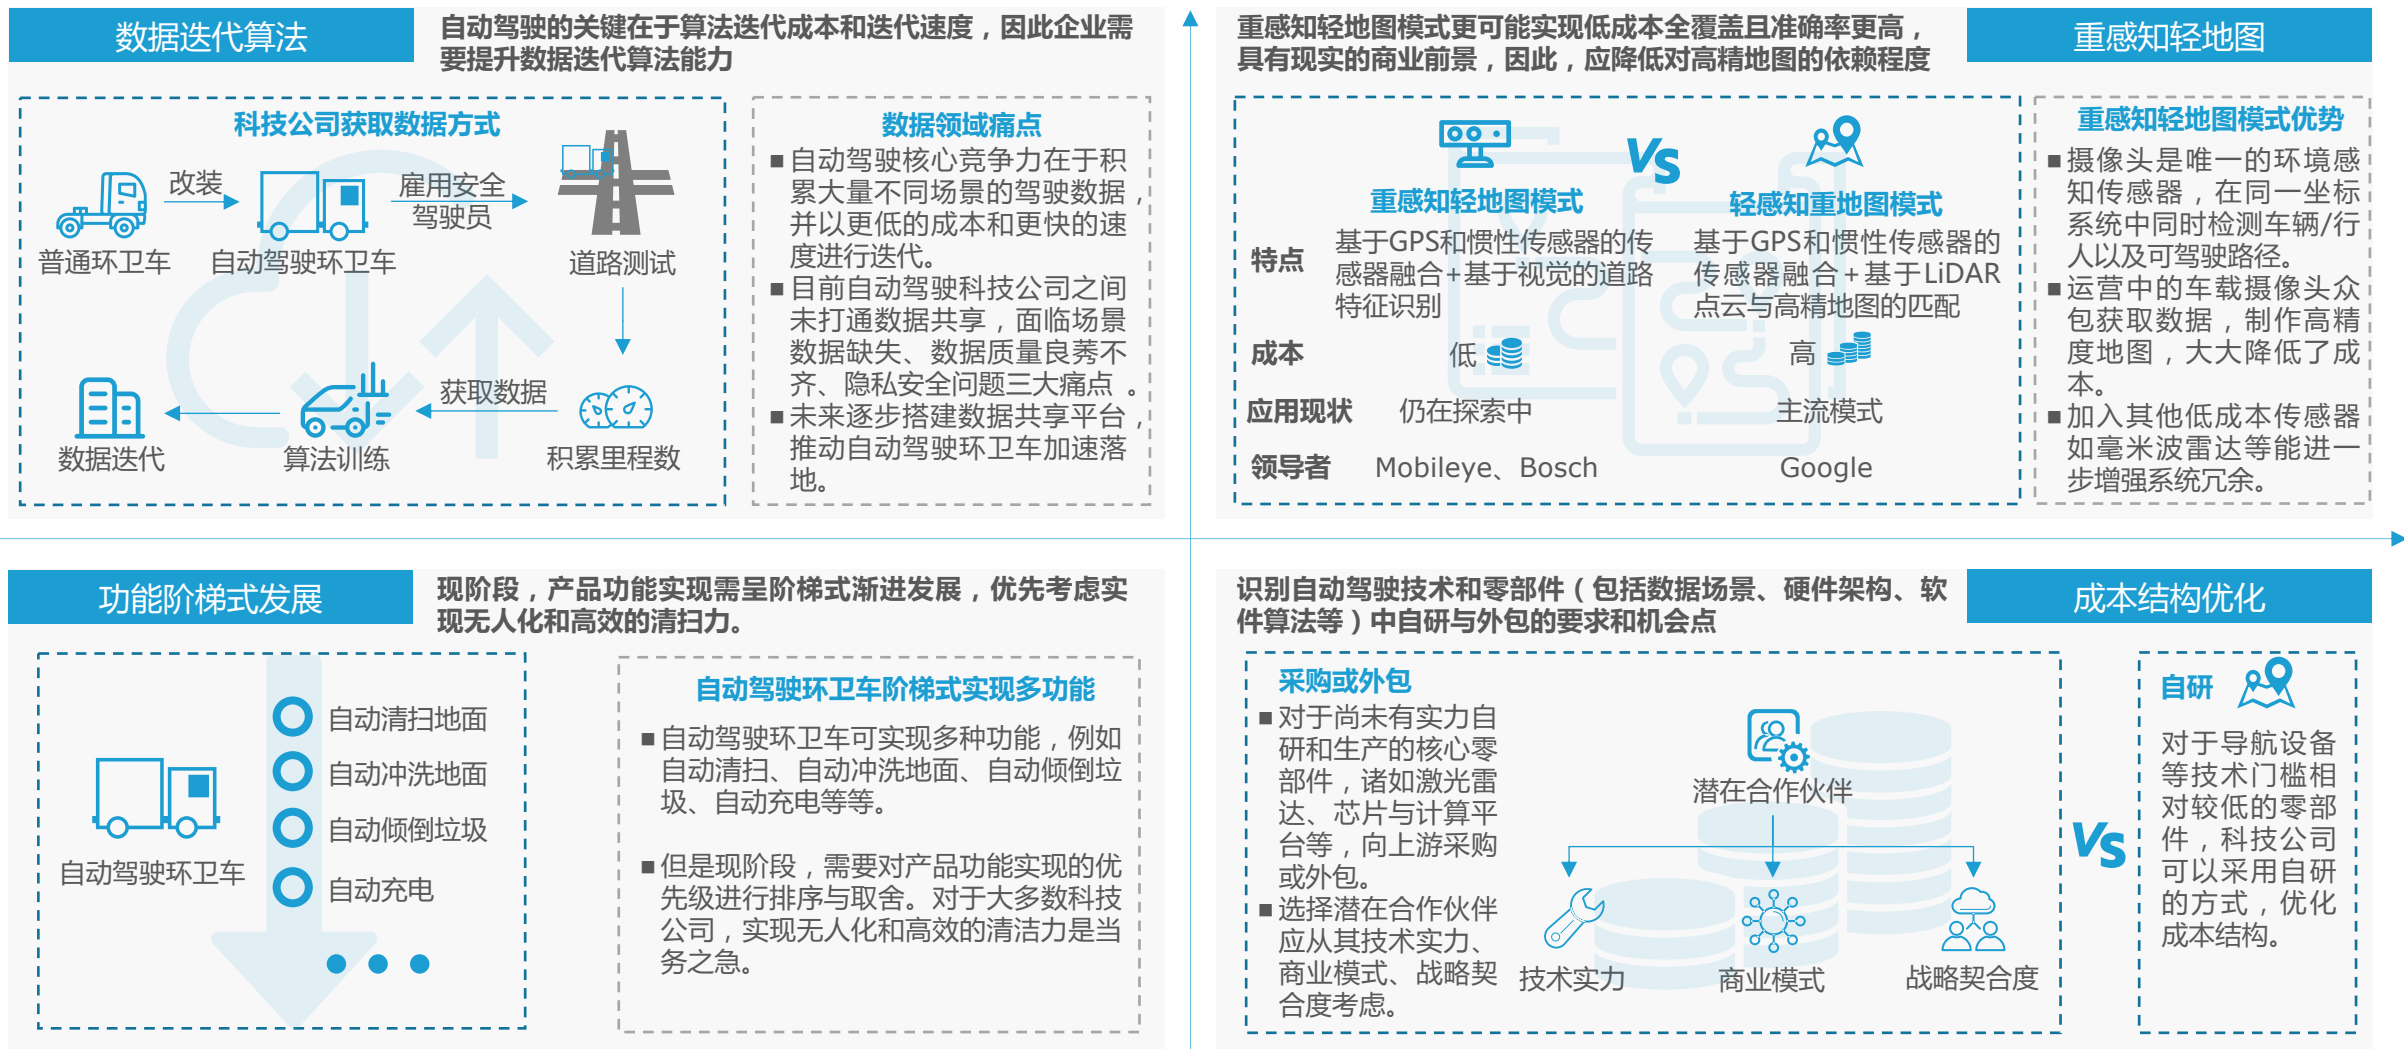 数据迭代算法
自动驾驶的关键在于算法迭代成本和迭代速度，因此企业需
要提升数据迭代算法能力
科技公司获取数据方式
普通环卫车
改装
自动驾驶环卫车
雇用安全
驾驶员
道路测试
数据迭代
算法训练
获取数据
积累里程数
数据领域痛点
■自动驾驶核心竞争力在于积
累大量不同场景的驾驶数据，
并以更低的成本和更快的速
度进行迭代。
■目前自动驾驶科技公司之间
未打通数据共享，面临场景
数据缺失、数据质量良莠不
齐、隐私安全问题三大痛点 。
■未来逐步搭建数据共享平台，
推动自动驾驶环卫车加速落
地。
重感知轻地图模式更可能实现低成本全覆盖且准确率更高，
具有现实的商业前景，因此，应降低对高精地图的依赖程度
重感知轻地图
VS
重感知轻地图模式
轻感知重地图模式
特点
基于GPS和惯性传感器的传
感器融合+基于视觉的道路
特征识别
基于GPS和惯性传感器的
传感器融合+基于LiDAR
点云与高精地图的匹配
成本
低
高
应用现状
仍在探索中
主流模式
领导者
Mobileye、Bosch
Google
重感知轻地图模式优势
■摄像头是唯一的环境感
知传感器，在同一坐标
系统中同时检测车辆/行
人以及可驾驶路径。
■运营中的车载摄像头众
包获取数据，制作高精
度地图，大大降低了成
本。
■加入其他低成本传感器
如毫米波雷达等能进一
步增强系统冗余。
功能阶梯式发展
现阶段，产品功能实现需呈阶梯式渐进发展，优先考虑实
现无人化和高效的清扫力。
自动驾驶环卫车
自动清扫地面
自动冲洗地面
自动倾倒垃圾
自动充电
自动驾驶环卫车阶梯式实现多功能
■自动驾驶环卫车可实现多种功能，例如
自动清扫、自动冲洗地面、自动倾倒垃
圾、自动充电等等。
■但是现阶段，需要对产品功能实现的优
先级进行排序与取舍。对于大多数科技
公司，实现无人化和高效的清洁力是当
务之急。
识别自动驾驶技术和零部件（包括数据场景、硬件架构、软
件算法等）中自研与外包的要求和机会点
成本结构优化
采购或外包
■对于尚未有实力自
研和生产的核心零
部件，诸如激光雷
达、芯片与计算平
台等，向上游采购
或外包。
■选择潜在合作伙伴
应从其技术实力、
商业模式、战略契
合度考虑。
潜在合作伙伴
技术实力
商业模式
战略契合度
VS
自研
对于导航设备
等技术门槛相
对较低的零部
件，科技公司
可以采用自研
的方式，优化
成本结构。